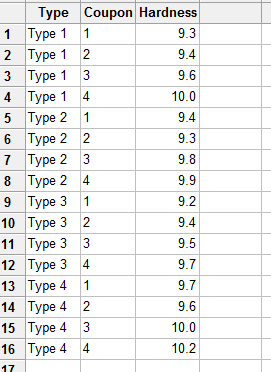 Type Coupon Hardness
1 Type 1 1 9.3
2 Type 1 2 9.4
3 Type 1 3 9.6
4 Type 1 4 10.0
5 Type 2 1 9.4
6 Type 2 2 9.3
7 Type 2 3 9.8
8 Type 2 4 9.9
9 Type 3 1 9.2
10 Type 3 2 9.4
11 Type 3 3 9.5
12 Type 3 4 9.7
13 Type 4 1 9.7
14 Type 4 2 9.6
15 Type 4 3 10.0
16 Type 4 4 10.2
17